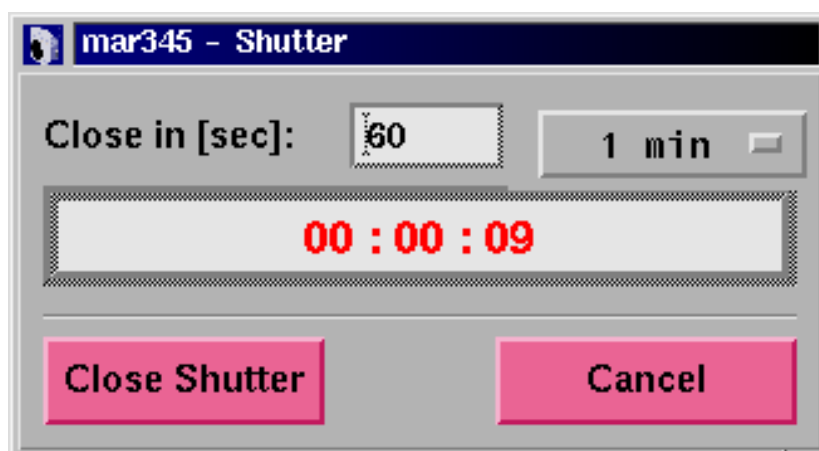 mar345 - Shutter
Close in [sec]: 60 1 min
00 : 00 : 09
Close Shutter Cancel